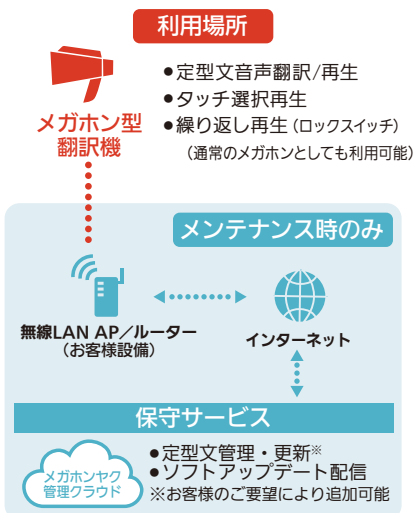 利用場所
●定型文音声翻訳/再生
●タッチ選択再生
●繰り返し再生(ロックスイッチ)
(通常のメガホンとしても利用可能)
メガホン型
翻訳機
メンテナンス時のみ
無線LAN AP/ルーター
(お客様設備)
インターネット
保守サービス
メガホンヤク
管理クラウド
●定型文管理・更新※
●ソフトアップデート配信
※お客様のご要望により追加可能